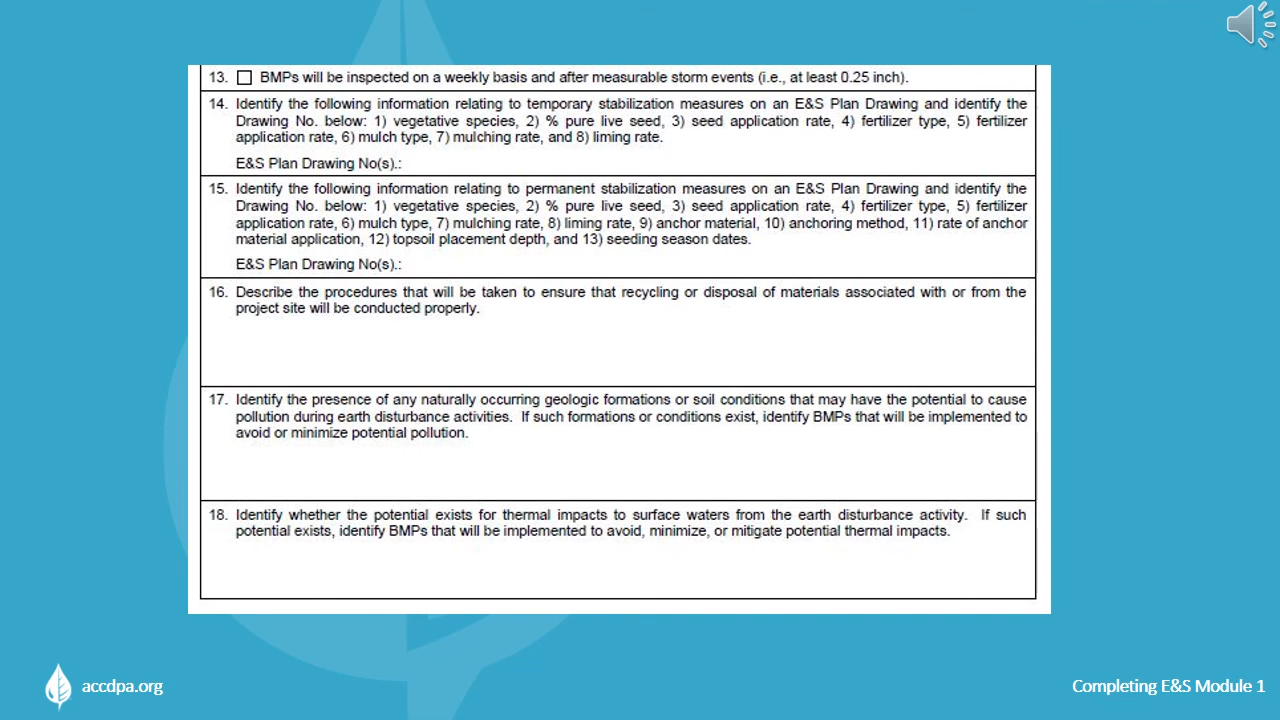 13. BMPs will be inspected on a weekly basis and after measurable storm events (i.e., at least 0.25 inch).
14. Identify the following information relating to temporary stabilization measures on an E&S Plan Drawing and identify the
Drawing No. below: 1) vegetative species, 2) % pure live seed, 3) seed application rate, 4) fertilizer type, 5) fertilizer
application rate, 6) mulch type, 7) mulching rate, and 8) liming rate.
E&S Plan Drawing No(s).:
15. Identify the following information relating to permanent stabilization measures on an E&S Plan Drawing and identify the
Drawing No. below: 1) vegetative species, 2) % pure live seed, 3) seed application rate, 4) fertilizer type, 5) fertilizer
application rate, 6) mulch type, 7) mulching rate, 8) liming rate, 9) anchor material, 10) anchoring method, 11) rate of anchor
material application, 12) topsoil placement depth, and 13) seeding season dates.
E&S Plan Drawing No(s).:
16. Describe the procedures that will be taken to ensure that recycling or disposal of materials associated with or from the
project site will be conducted properly.
17. Identify the presence of any naturally occurring geologic formations or soil conditions that may have the potential to cause
pollution during earth disturbance activities. If such formations or conditions exist, identify BMPs that will be implemented to
avoid or minimize potential pollution.
18. Identify whether the potential exists for thermal impacts to surface waters from the earth disturbance activity. If such
potential exists, identify BMPs that will be implemented to avoid, minimize, or mitigate potential thermal impacts.
accdpa.org
Completing E&S Module 1